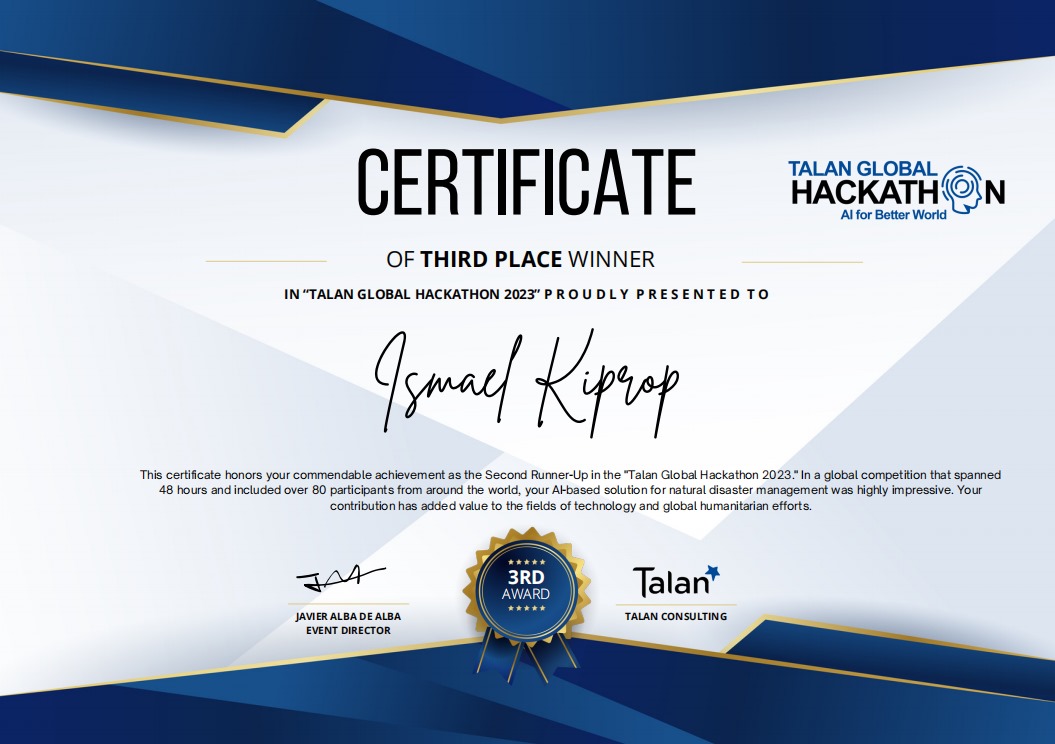 CERTIFICATE
TALAN GLOBAL
HACKATHON
AI for Better World
OF THIRD PLACE WINNER
IN “TALAN GLOBAL HACKATHON 2023” PROUDLY PRESENTED TO
Ismael Kiprop
This certificate honors your commendable achievement as the Second Runner-Up in the "Talan Global Hackathon 2023." In a global competition that spanned
48 hours and included over 80 participants from around the world, your AI-based solution for natural disaster management was highly impressive. Your
contribution has added value to the fields of technology and global humanitarian efforts.
3RD
AWARD
JAVIER ALBA DE ALBA
EVENT DIRECTOR
Talan
TALAN CONSULTING